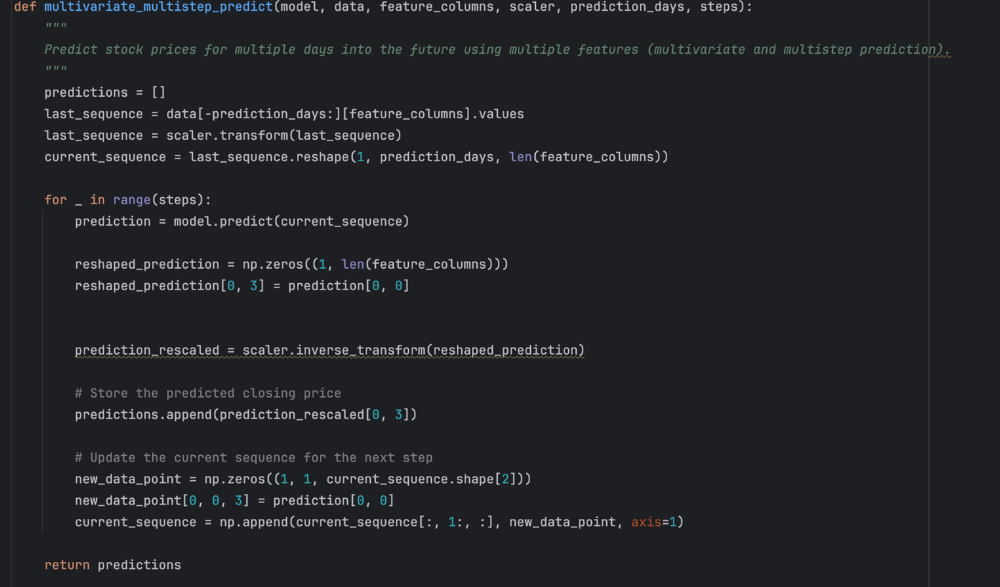 def multivariate_multistep_predict(model, data, feature_columns, scaler, prediction_days, steps):
    """
    Predict stock prices for multiple days into the future using multiple features (multivariate and multistep prediction).
    """
    predictions = []
    last_sequence = data[-prediction_days:][feature_columns].values
    last_sequence = scaler.transform(last_sequence)
    current_sequence = last_sequence.reshape(1, prediction_days, len(feature_columns))

    for _ in range(steps):
        prediction = model.predict(current_sequence)

        reshaped_prediction = np.zeros((1, len(feature_columns)))
        reshaped_prediction[0, 3] = prediction[0, 0]


        prediction_rescaled = scaler.inverse_transform(reshaped_prediction)

        # Store the predicted closing price
        predictions.append(prediction_rescaled[0, 3])

        # Update the current sequence for the next step
        new_data_point = np.zeros((1, 1, current_sequence.shape[2]))
        new_data_point[0, 0, 3] = prediction[0, 0]
        current_sequence = np.append(current_sequence[:, 1:, :], new_data_point, axis=1)

    return predictions